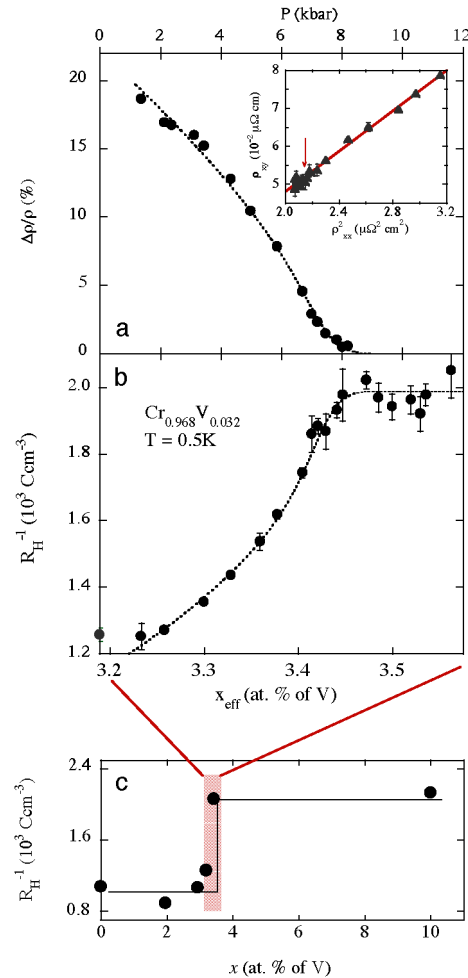 P (kbar)
0 2 4 6 8 10 12
20
15
10
5
0
Δρ/ρ (%)
a
8
7
6
5
ρxy (10⁻² μΩ cm)
2.0 2.4 2.8 3.2
ρ²xx (μΩ² cm²)
b
Cr0.968V0.032
T = 0.5K
2.0
1.8
1.6
1.4
1.2
RH⁻¹ (10³ Ccm⁻³)
3.2 3.3 3.4 3.5
xeff (at. % of V)
c
2.4
1.6
0.8
RH⁻¹ (10³ Ccm⁻³)
0 2 4 6 8 10
x (at. % of V)